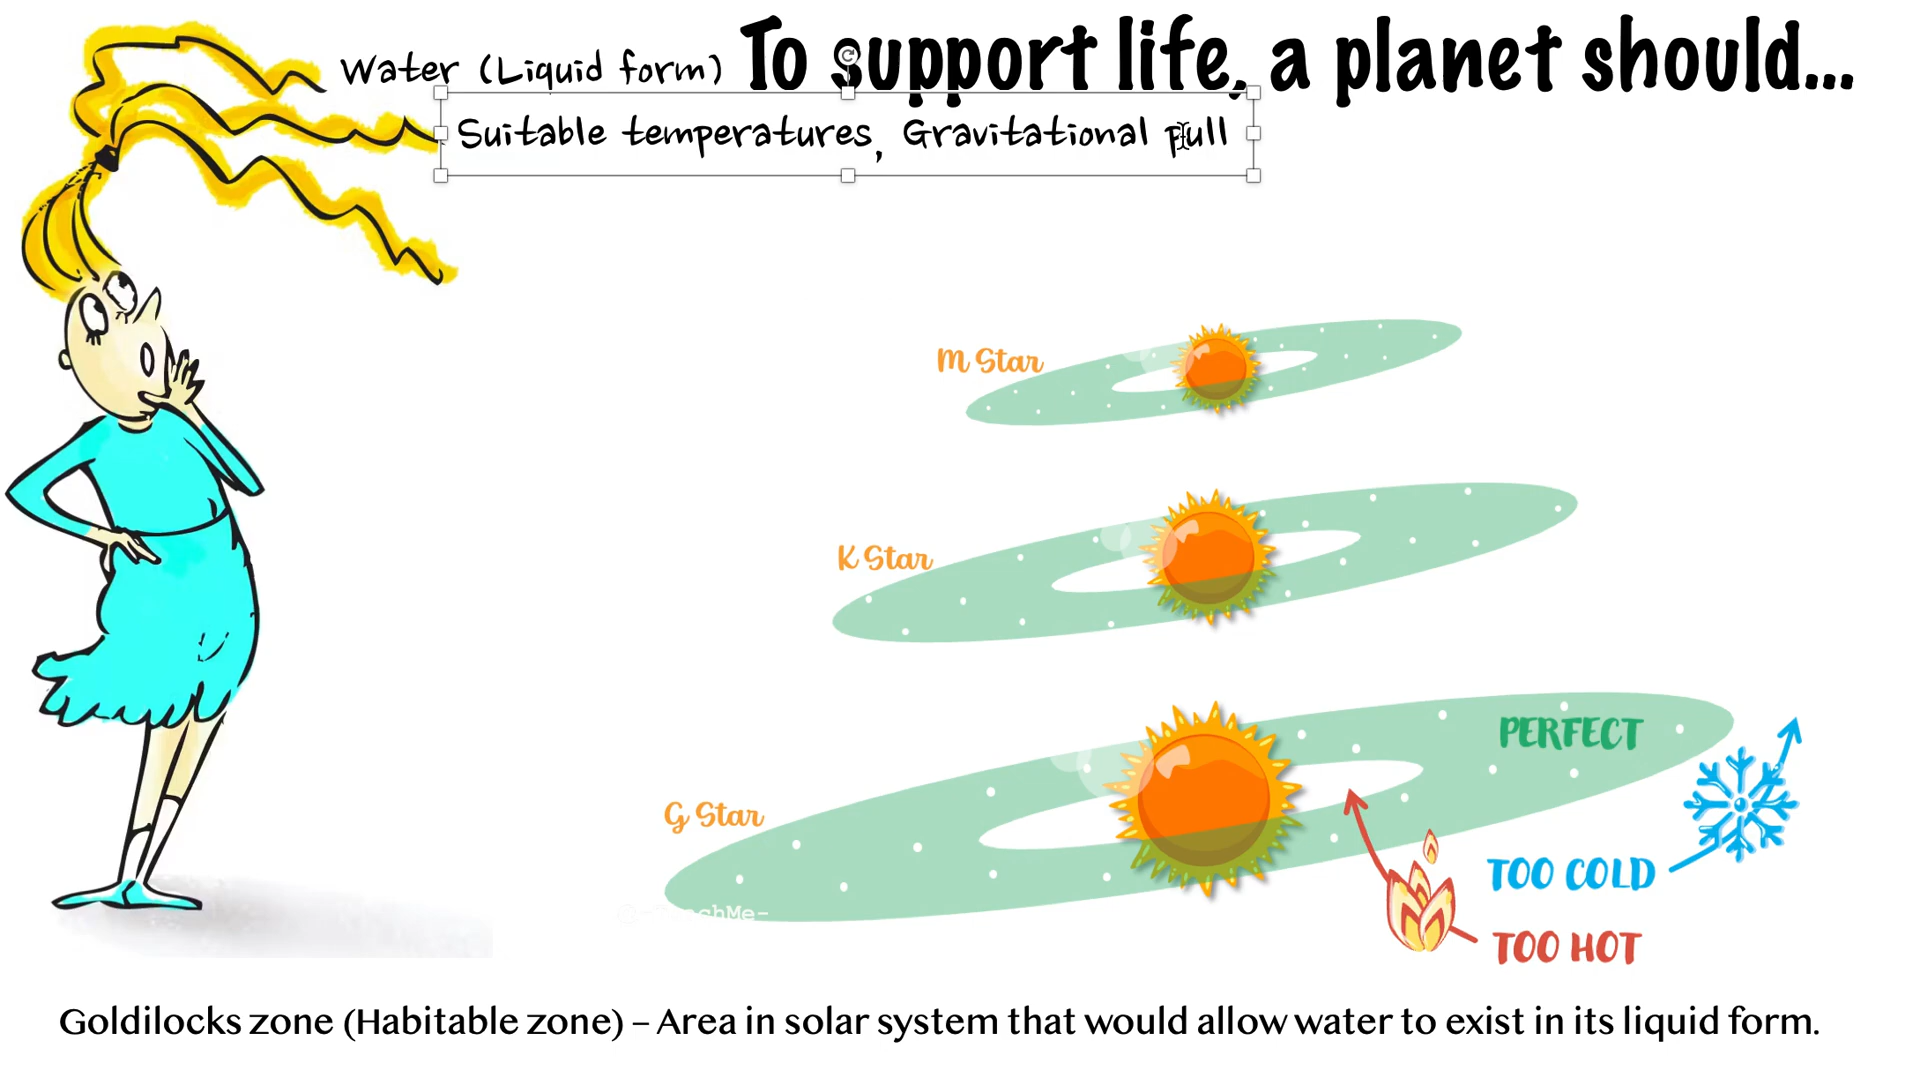 Water (Liquid form) To support life, a planet should...
Suitable temperatures, Gravitational pull
M Star
K Star
PERFECT
G Star
TOO COLD
TOO HOT
Goldilocks zone (Habitable zone) – Area in solar system that would allow water to exist in its liquid form.